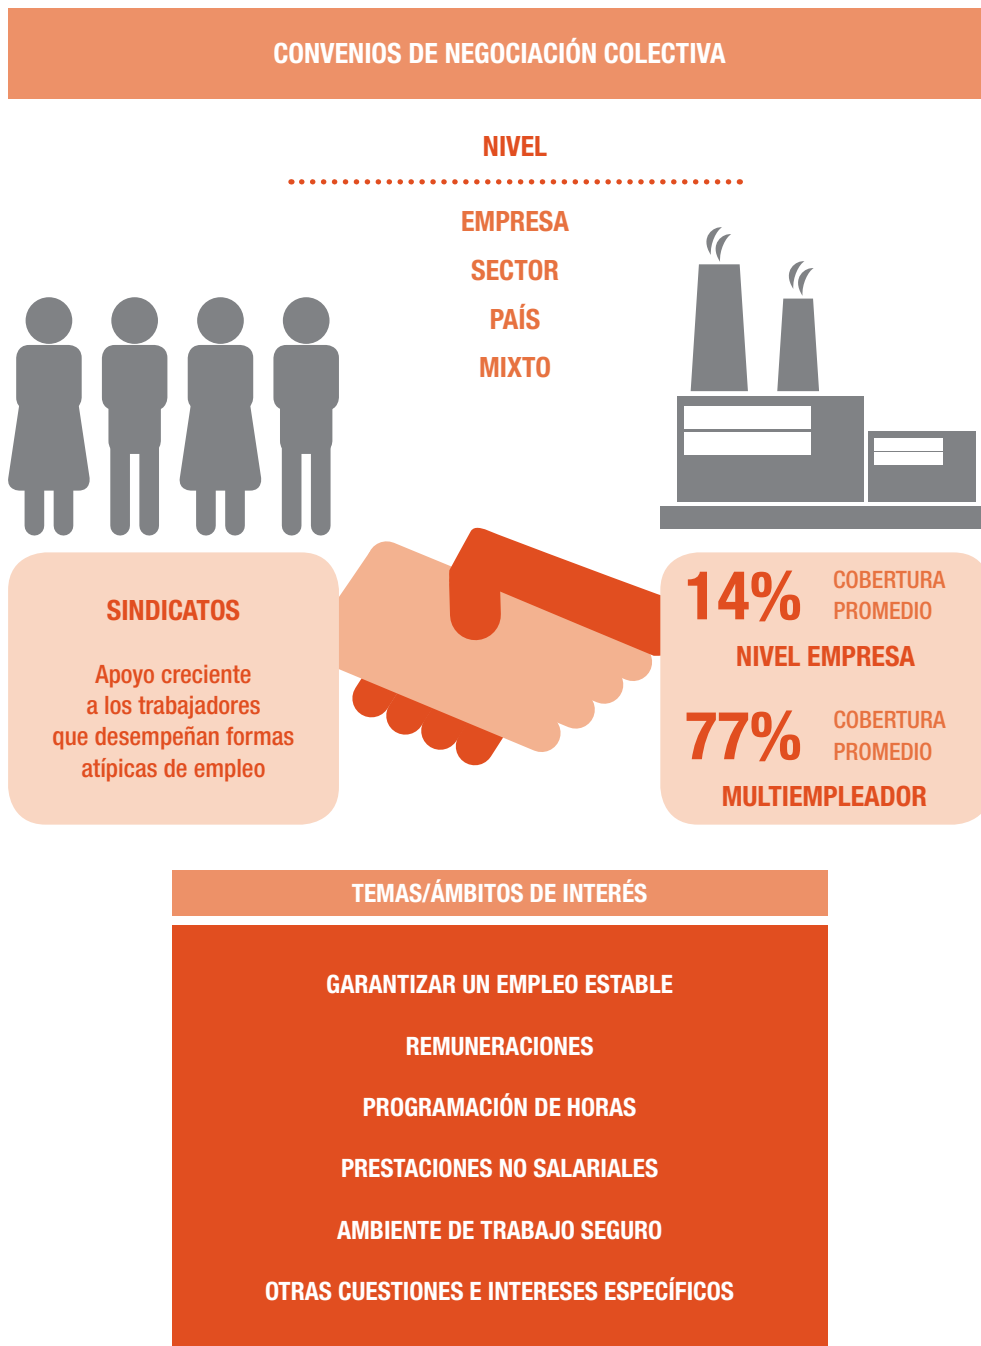 CONVENIOS DE NEGOCIACIÓN COLECTIVA
NIVEL
EMPRESA
SECTOR
PAÍS
MIXTO
SINDICATOS
Apoyo creciente
a los trabajadores
que desempeñan formas
atípicas de empleo
14% COBERTURA
PROMEDIO
NIVEL EMPRESA
77% COBERTURA
PROMEDIO
MULTIEMPLEADOR
TEMAS/ÁMBITOS DE INTERÉS
GARANTIZAR UN EMPLEO ESTABLE
REMUNERACIONES
PROGRAMACIÓN DE HORAS
PRESTACIONES NO SALARIALES
AMBIENTE DE TRABAJO SEGURO
OTRAS CUESTIONES E INTERESES ESPECÍFICOS